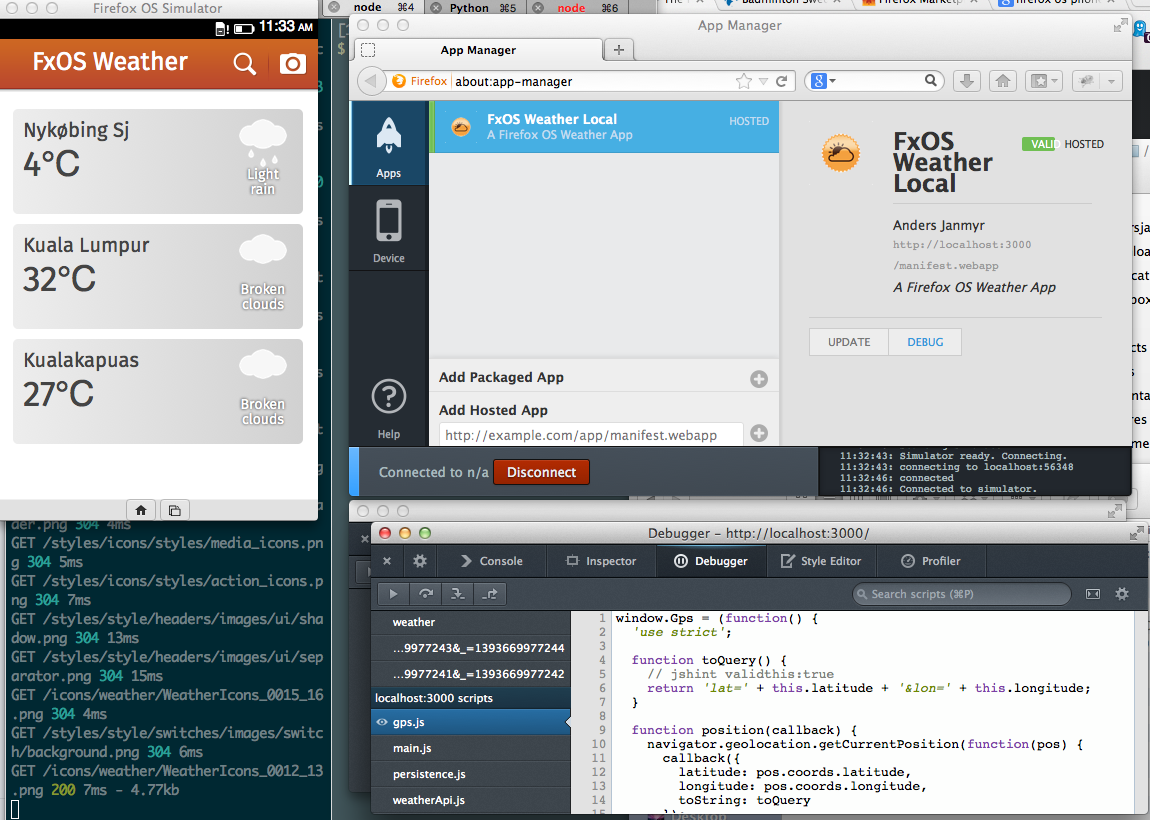 Firefox OS Simulator
11:33 AM
FxOS Weather
Nykøbing Sj
4°C
Light
rain
Kuala Lumpur
32°C
Broken
clouds
Kualakapuas
27°C
Broken
clouds
der.png 304 4ms
GET /styles/icons/styles/media_icons.pn
g 304 5ms
GET /styles/icons/styles/action_icons.p
ng 304 7ms
GET /styles/style/headers/images/ui/sha
dow.png 304 13ms
GET /styles/style/headers/images/ui/sep
arator.png 304 15ms
GET /icons/weather/WeatherIcons_0015_16
.png 304 4ms
GET /styles/style/switches/images/switc
h/background.png 304 6ms
GET /icons/weather/WeatherIcons_0012_13
.png 200 7ms - 4.77kb
node ⌘4 Python ⌘5 node ⌘6
App Manager
App Manager
Firefox about:app-manager
Apps
Device
Help
FxOS Weather Local
A Firefox OS Weather App
HOSTED
Add Packaged App
Add Hosted App
http://example.com/app/manifest.webapp
FxOS
Weather
Local
VALID HOSTED
Anders Janmyr
http://localhost:3000
/manifest.webapp
A Firefox OS Weather App
UPDATE DEBUG
Connected to n/a Disconnect
11:32:43: Simulator ready. Connecting.
11:32:43: connecting to localhost:56348
11:32:46: connected
11:32:46: Connected to simulator.
Debugger - http://localhost:3000/
Console Inspector Debugger Style Editor Profiler
Search scripts (⌘P)
weather
...9977243&_=1393669977244
...9977241&_=1393669977242
localhost:3000 scripts
gps.js
main.js
persistence.js
weatherApi.js
1 window.Gps = (function() {
2 'use strict';
3
4 function toQuery() {
5 // jshint validthis:true
6 return 'lat=' + this.latitude + '&lon=' + this.longitude;
7 }
8
9 function position(callback) {
10 navigator.geolocation.getCurrentPosition(function(pos) {
11 callback({
12 latitude: pos.coords.latitude,
13 longitude: pos.coords.longitude,
14 toString: toQuery
Desktop